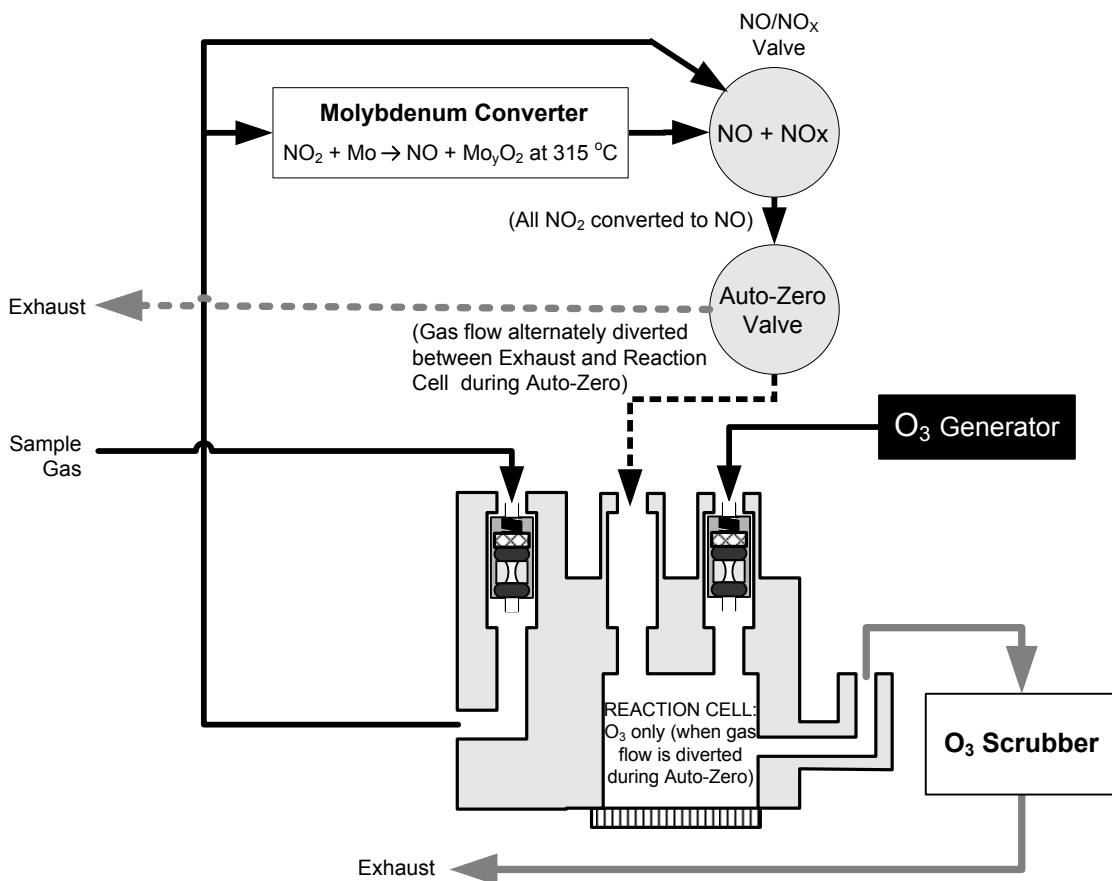 NO/NOX
Valve
Molybdenum Converter
NO2 + Mo → NO + MoyO2 at 315 oC
NO + NOx
(All NO2 converted to NO)
Exhaust
Auto-Zero
Valve
(Gas flow alternately diverted
between Exhaust and Reaction
Cell during Auto-Zero)
O3 Generator
Sample
Gas
REACTION CELL:
O3 only (when gas
flow is diverted
during Auto-Zero)
O3 Scrubber
Exhaust